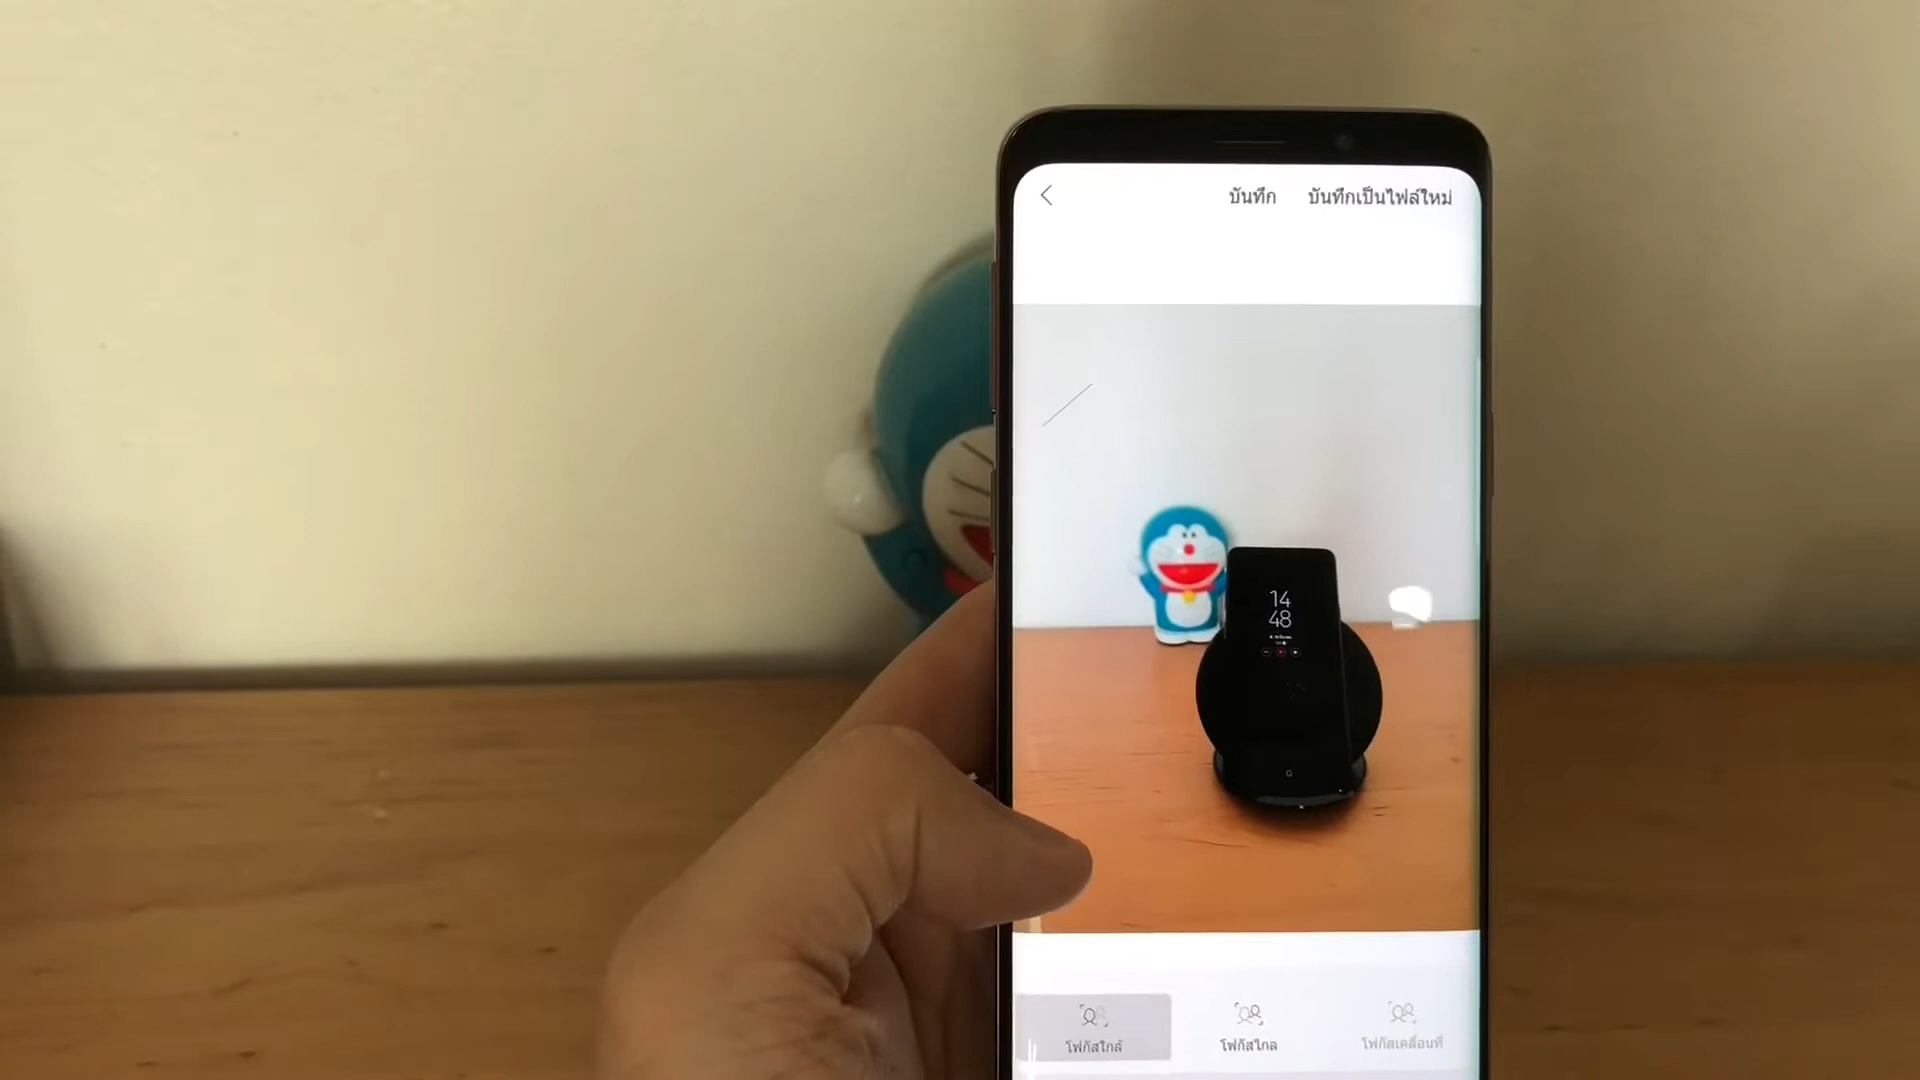 บันทึก บันทึกเป็นไฟล์ใหม่
14
48
โฟกัสใกล้ โฟกัสไกล โฟกัสเคลื่อนที่